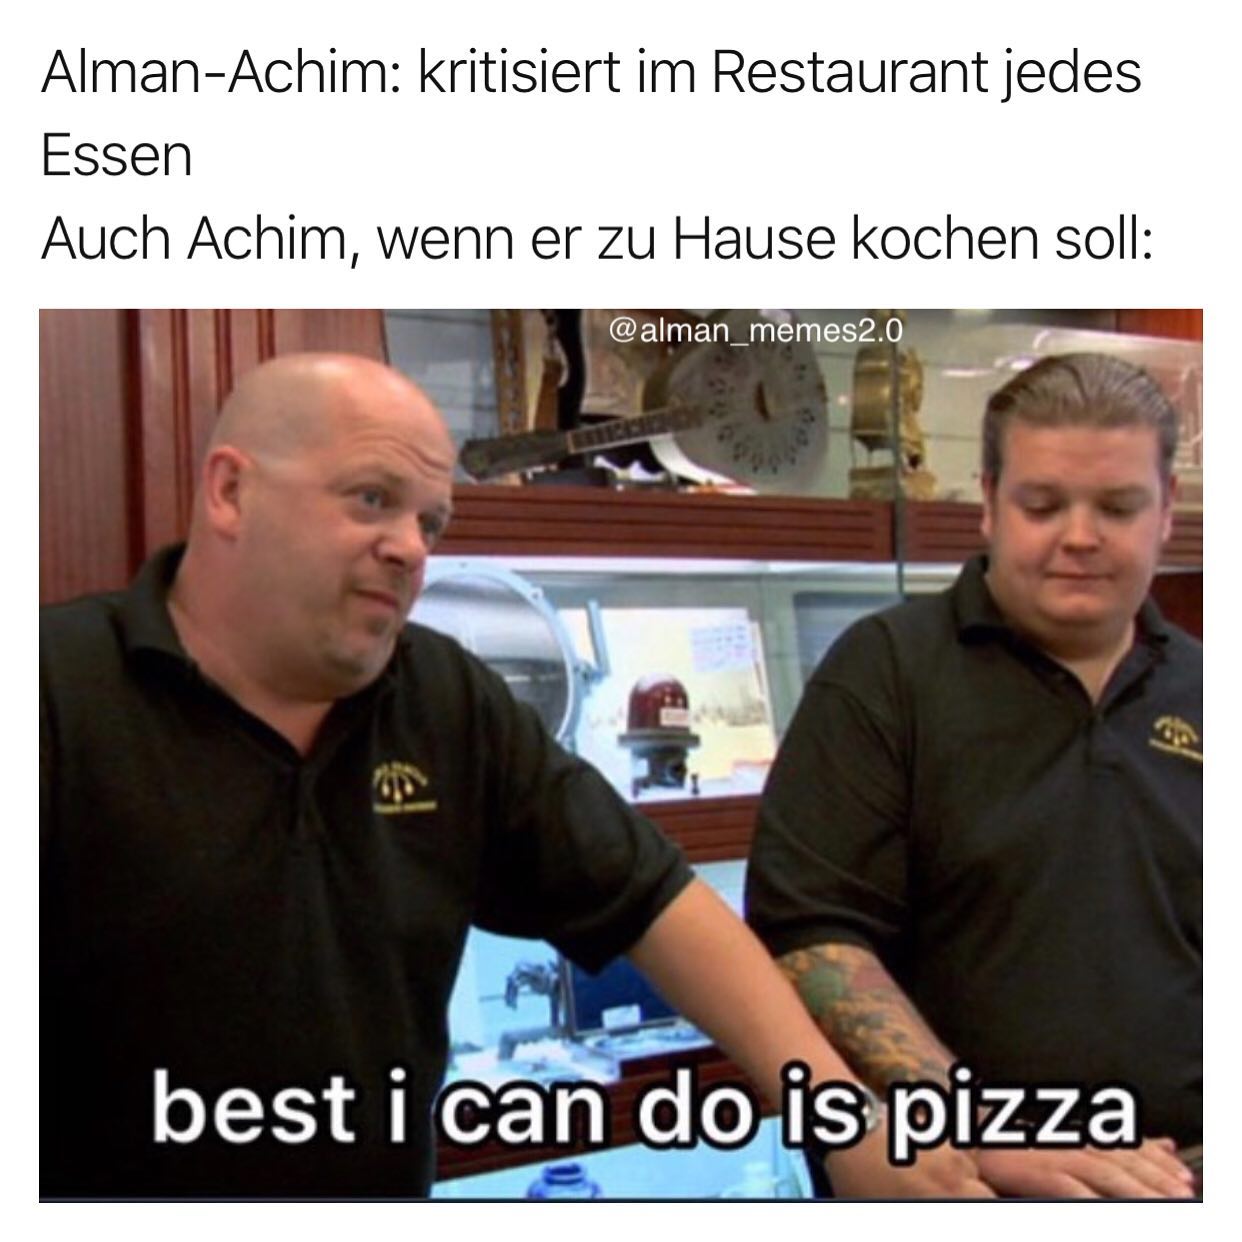 Alman-Achim: kritisiert im Restaurant jedes
Essen
Auch Achim, wenn er zu Hause kochen soll:
@alman_memes2.0
best i can do is pizza